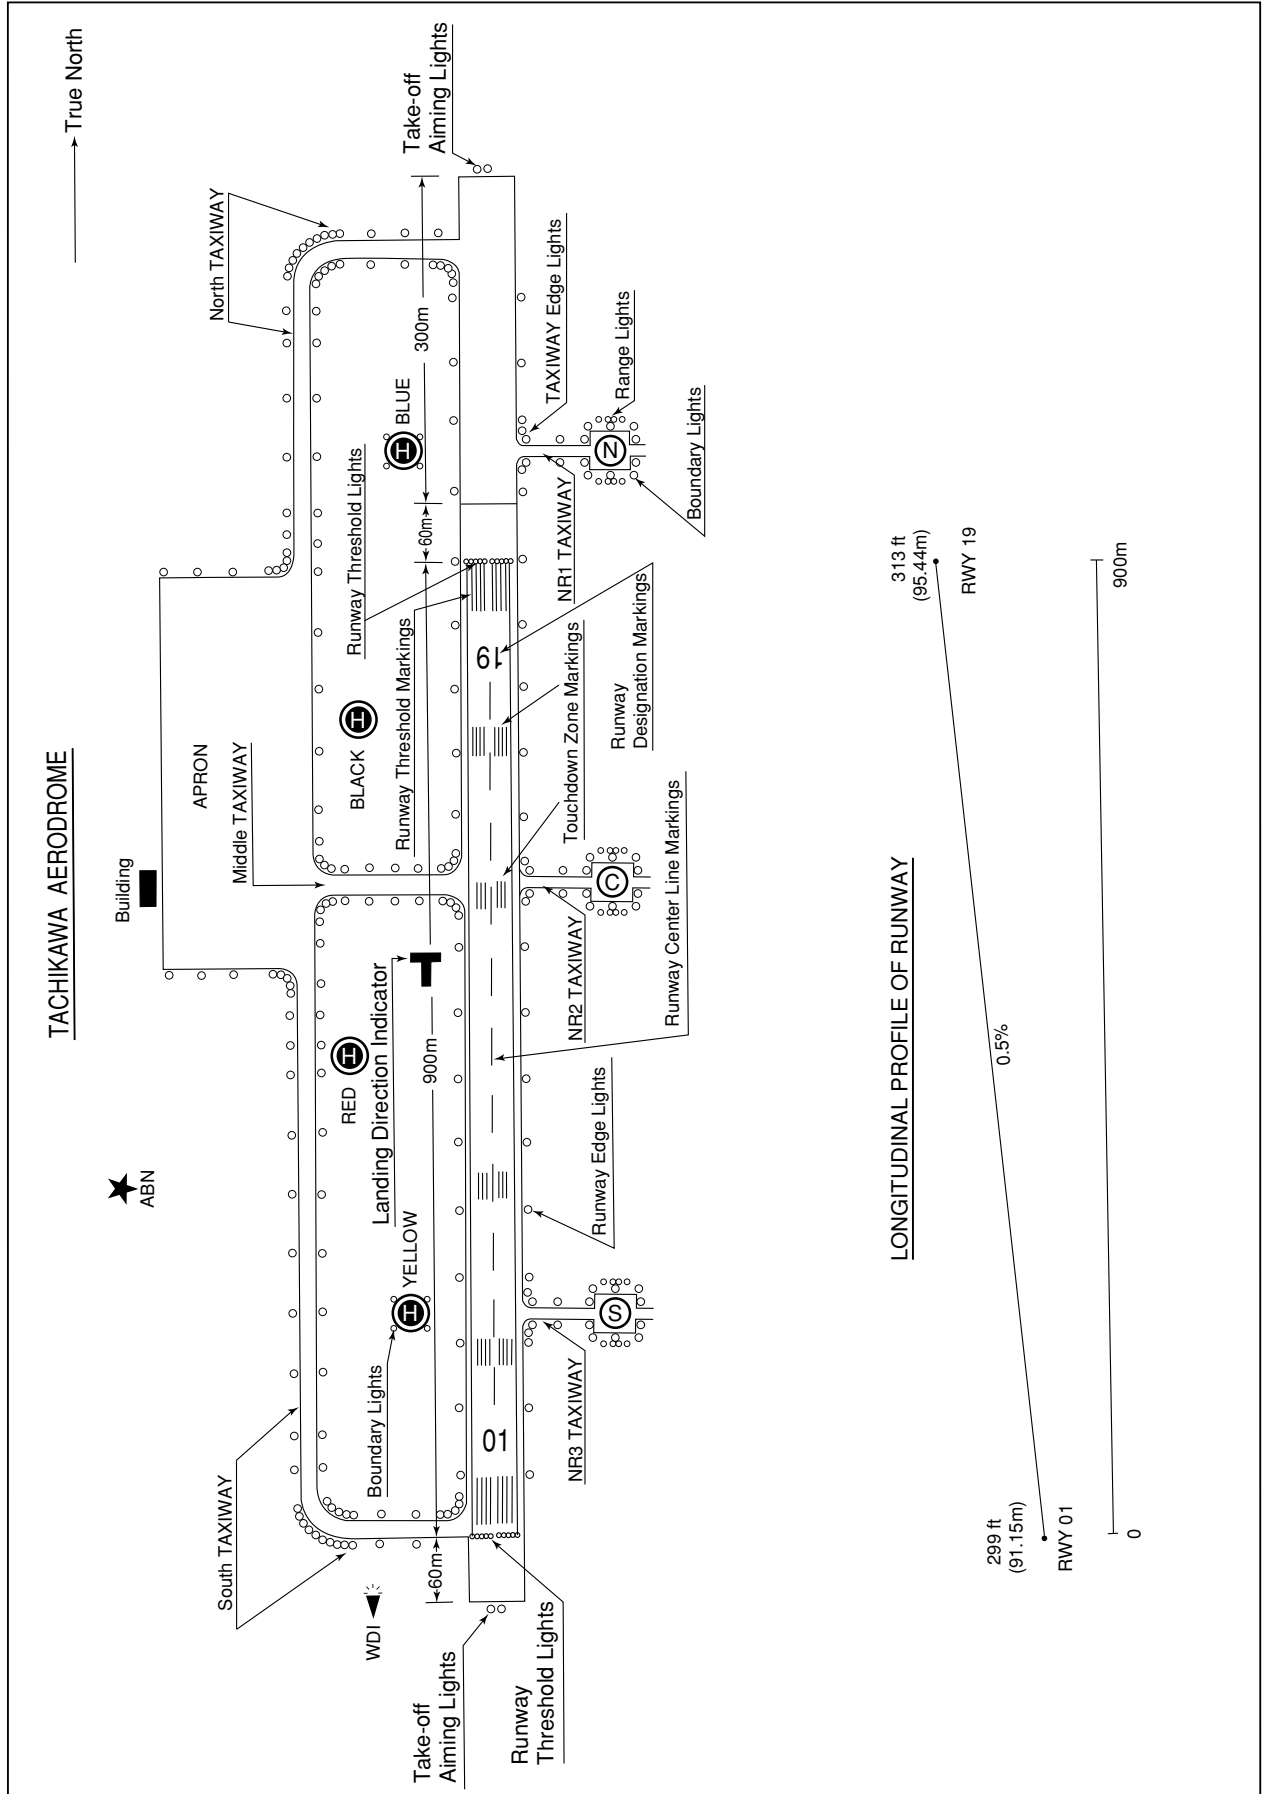 TACHIKAWA AERODROME
True North
Building
APRON
ABN
Middle TAXIWAY
North TAXIWAY
South TAXIWAY
WDI
RED
H
BLACK
H
BLUE
H
YELLOW
H
Boundary Lights
Landing Direction Indicator
Runway Threshold Lights
Runway Threshold Markings
Take-off
Aiming Lights
60m
900m
60m
300m
01
19
Take-off
Aiming Lights
Runway
Threshold Lights
NR3 TAXIWAY
Runway Edge Lights
NR2 TAXIWAY
Touchdown Zone Markings
NR1 TAXIWAY
TAXIWAY Edge Lights
S
C
N
Range Lights
Boundary Lights
Runway
Designation Markings
Runway Center Line Markings
LONGITUDINAL PROFILE OF RUNWAY
299 ft
(91.15m)
RWY 01
0.5%
313 ft
(95.44m)
RWY 19
0
900m